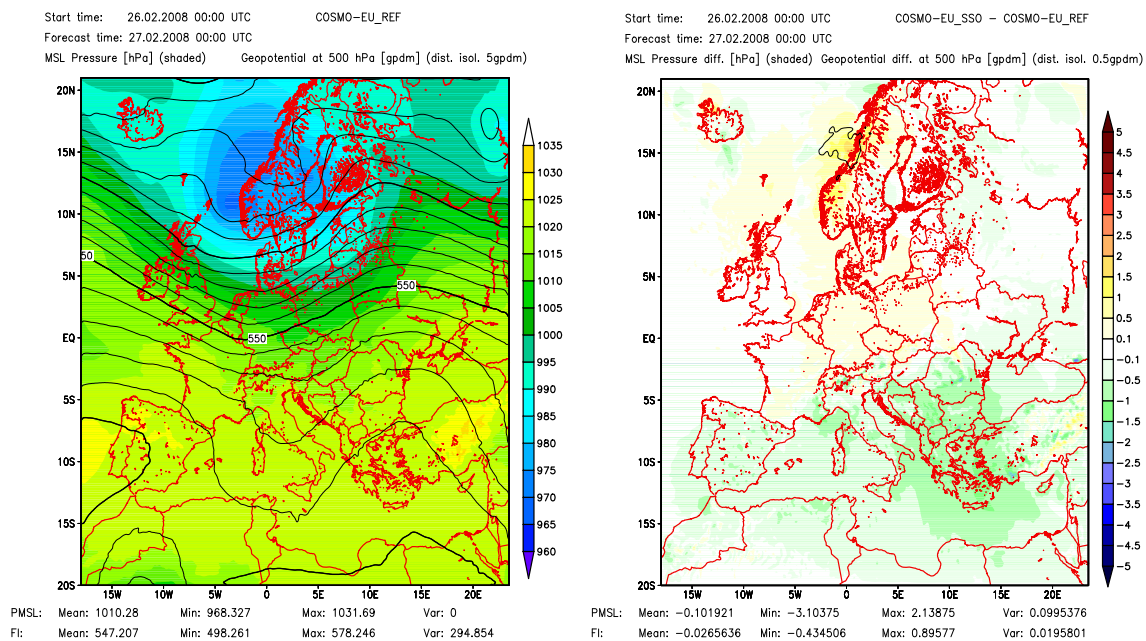 Start time: 26.02.2008 00:00 UTC COSMO-EU_REF
Forecast time: 27.02.2008 00:00 UTC
MSL Pressure [hPa] (shaded) Geopotential at 500 hPa [gpdm] (dist. isol. 5gpdm)
20N
15N
10N
5N
EQ
5S
10S
15S
20S
15W 10W 5W 0 5E 10E 15E 20E
50
550
550
1035
1030
1025
1020
1015
1010
1005
1000
995
990
985
980
975
970
965
960
PMSL: Mean: 1010.28 Min: 968.327 Max: 1031.69 Var: 0
FI: Mean: 547.207 Min: 498.261 Max: 578.246 Var: 294.854
Start time: 26.02.2008 00:00 UTC COSMO-EU_SSO - COSMO-EU_REF
Forecast time: 27.02.2008 00:00 UTC
MSL Pressure diff. [hPa] (shaded) Geopotential diff. at 500 hPa [gpdm] (dist. isol. 0.5gpdm)
20N
15N
10N
5N
EQ
5S
10S
15S
20S
15W 10W 5W 0 5E 10E 15E 20E
5
4.5
4
3.5
3
2.5
2
1.5
1
0.5
0.1
-0.1
-0.5
-1
-1.5
-2
-2.5
-3
-3.5
-4
-4.5
-5
PMSL: Mean: -0.101921 Min: -3.10375 Max: 2.13875 Var: 0.0995376
FI: Mean: -0.0265636 Min: -0.434506 Max: 0.89577 Var: 0.0195801